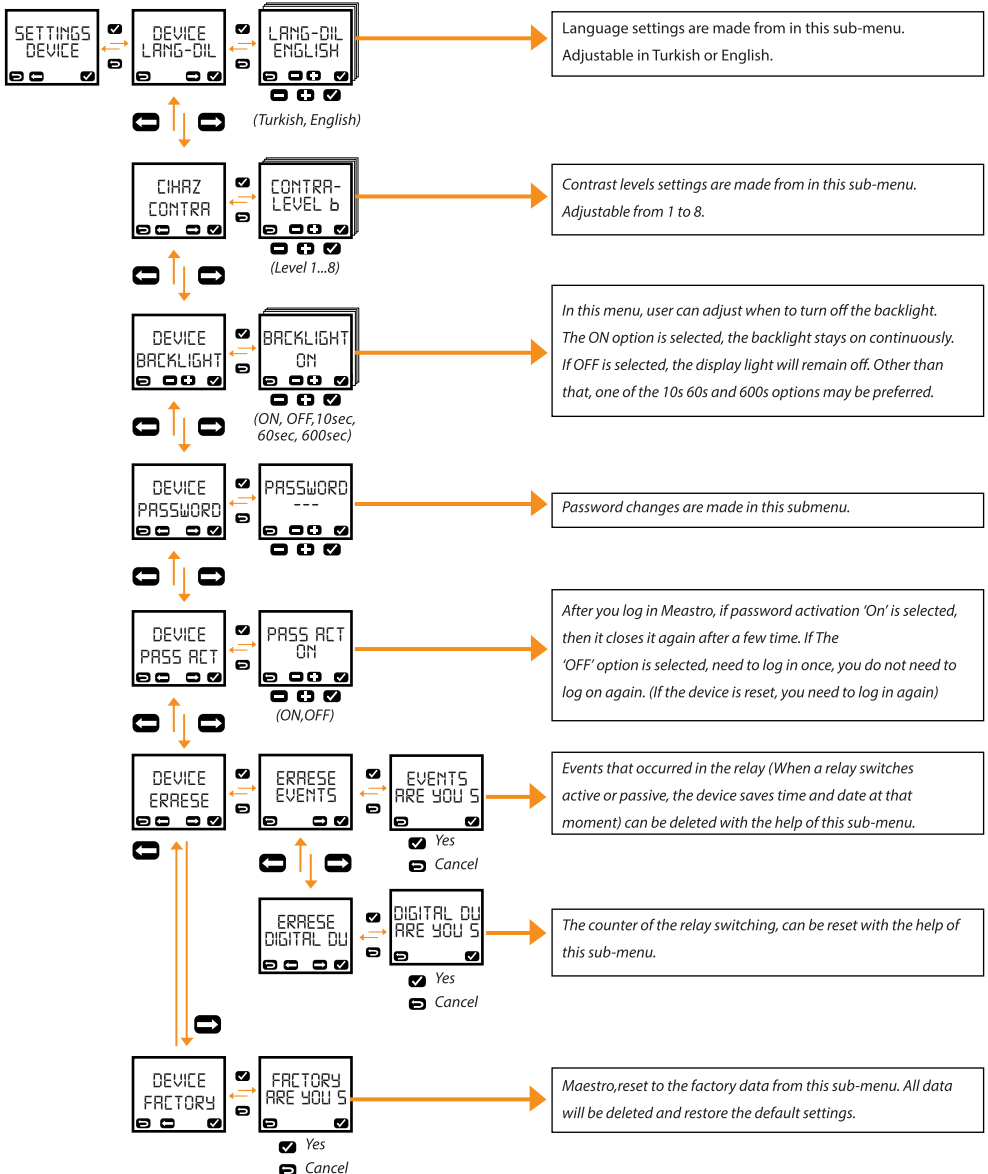 SETTINGS
DEVICE
DEVICE
LANG-DIL
LANG-DIL
ENGLISH
(Turkish, English)
Language settings are made from in this sub-menu.
Adjustable in Turkish or English.
CIHAZ
CONTRA
CONTRA-
LEVEL 6
(Level 1...8)
Contrast levels settings are made from in this sub-menu.
Adjustable from 1 to 8.
DEVICE
BACKLIGHT
BACKLIGHT
ON
(ON, OFF,10sec,
60sec, 600sec)
In this menu, user can adjust when to turn off the backlight.
The ON option is selected, the backlight stays on continuously.
If OFF is selected, the display light will remain off. Other than
that, one of the 10s 60s and 600s options may be preferred.
DEVICE
PASSWORD
PASSWORD
---
Password changes are made in this submenu.
DEVICE
PASS ACT
PASS ACT
ON
(ON,OFF)
After you log in Meastro, if password activation ‘On’ is selected,
then it closes it again after a few time. If The
‘OFF’ option is selected, need to log in once, you do not need to
log on again. (If the device is reset, you need to log in again)
DEVICE
ERAESE
ERAESE
EVENTS
EVENTS
ARE YOU S
Yes
Cancel
Events that occurred in the relay (When a relay switches
active or passive, the device saves time and date at that
moment) can be deleted with the help of this sub-menu.
ERAESE
DIGITAL DU
DIGITAL DU
ARE YOU S
Yes
Cancel
The counter of the relay switching, can be reset with the help of
this sub-menu.
DEVICE
FACTORY
FACTORY
ARE YOU S
Yes
Cancel
Maestro,reset to the factory data from this sub-menu. All data
will be deleted and restore the default settings.